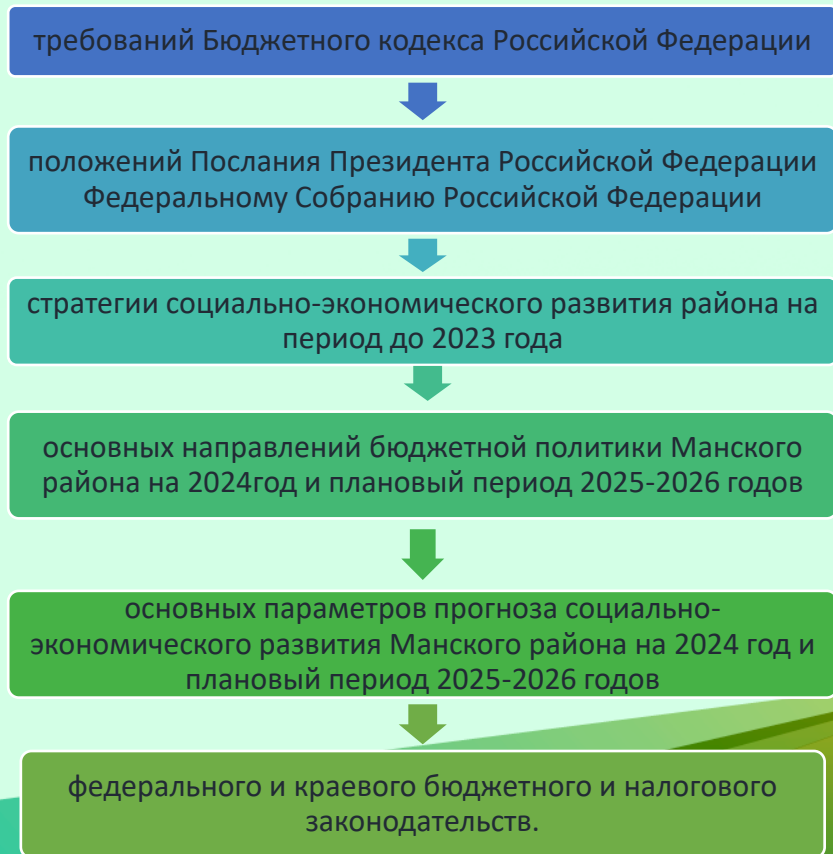 требований Бюджетного кодекса Российской Федерации
положений Послания Президента Российской Федерации
Федеральному Собранию Российской Федерации
стратегии социально-экономического развития района на
период до 2023 года
основных направлений бюджетной политики Манского
района на 2024год и плановый период 2025-2026 годов
основных параметров прогноза социально-
экономического развития Манского района на 2024 год и
плановый период 2025-2026 годов
федерального и краевого бюджетного и налогового
законодательств.